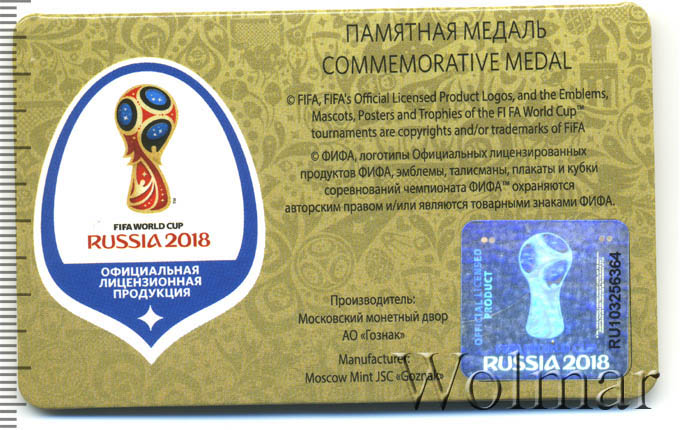 ПАМЯТНАЯ МЕДАЛЬ
COMMEMORATIVE MEDAL
© FIFA, FIFA's Official Licensed Product Logos, and the Emblems,
Mascots, Posters and Trophies of the FI FA World Cup™
tournaments are copyrights and/or trademarks of FIFA
© ФИФА, логотипы Официальных лицензированных
продуктов ФИФА, эмблемы, талисманы, плакаты и кубки
соревнований чемпионата ФИФА™ охраняются
авторским правом и/или являются товарными знаками ФИФА.
FIFA WORLD CUP
RUSSIA 2018
ОФИЦИАЛЬНАЯ
ЛИЦЕНЗИОННАЯ
ПРОДУКЦИЯ
Производитель:
Московский монетный двор
АО «Гознак»
Manufacturer:
Moscow Mint JSC «Goznak»
OFFICIAL LICENSED
PRODUCT
RUSSIA 2018
RU103256364
Wolmar